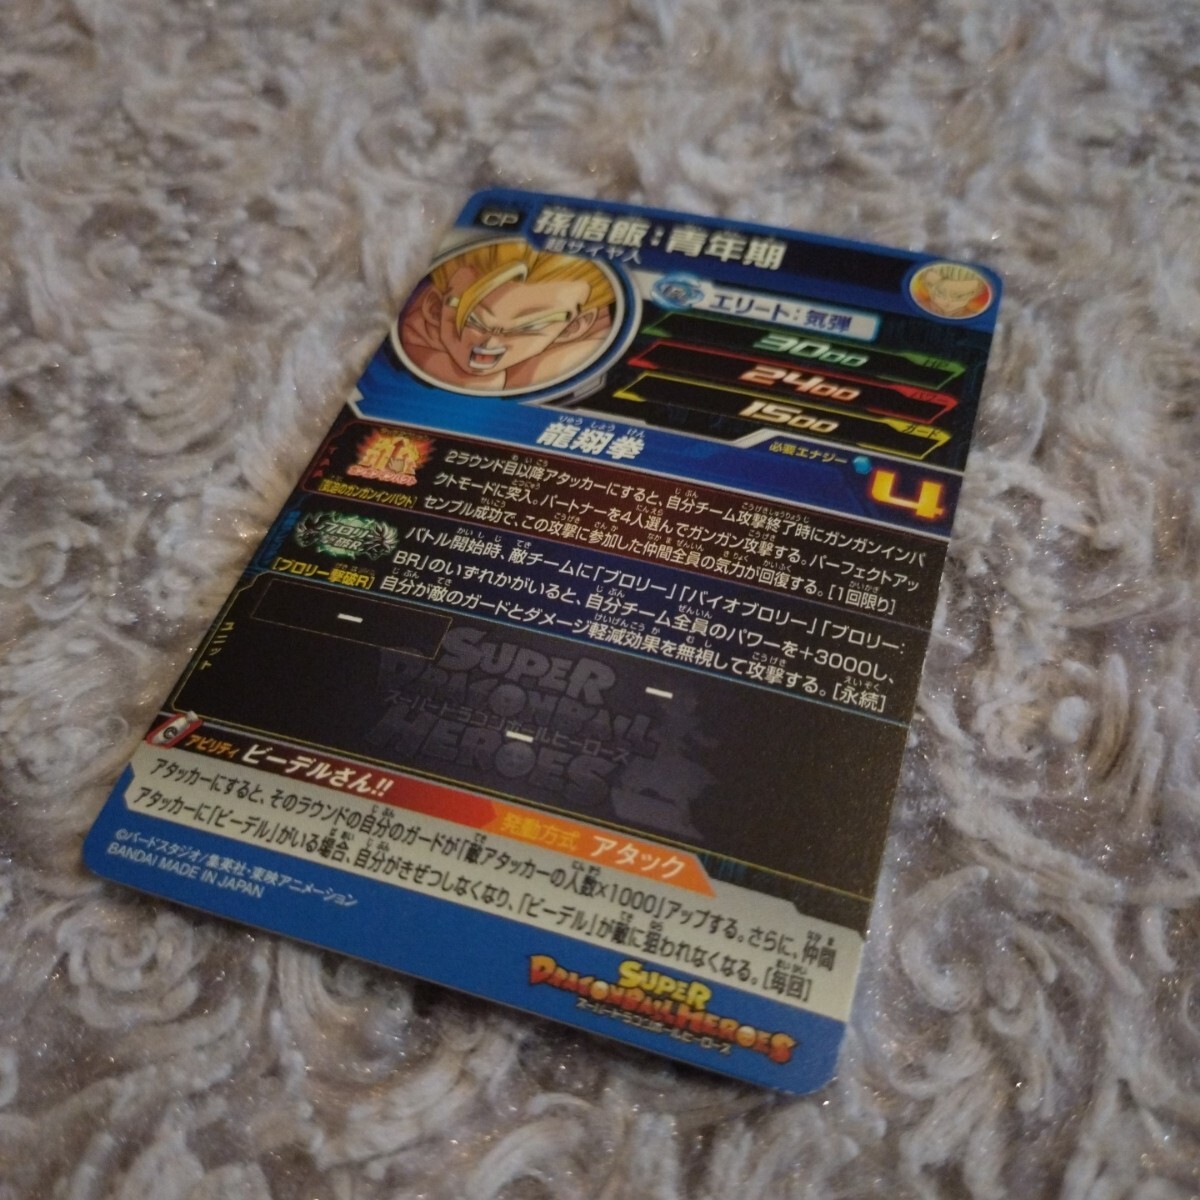 CP 孫悟飯：青年期
超サイヤ人
エリート：気弾
3000
2400 パワー
1500 ガード
りゅう しょう けん
龍翔拳
必要エナジー 4
2ラウンド目以降アタッカーにすると、自分チーム攻撃終了時にガンガンインパ
クトモードに突入。パートナーを4人選んでガンガン攻撃する。パーフェクトアッ
センブル成功で、この攻撃に参加した仲間全員の気力が回復する。[1回限り]
バトル開始時、敵チームに「ブロリー」「バイオブロリー」「ブロリー：
[ブロリー撃破R] BR」のいずれかがいると、自分チーム全員のパワーを+3000し、
自分が敵のガードとダメージ軽減効果を無視して攻撃する。[永続]
ユニット
SUPER
DRAGONBALL
スーパードラゴンボールヒーローズ
HEROES
アビリティ ビーデルさん!!
発動方式 アタック
アタッカーにすると、そのラウンドの自分のガードが「敵アタッカーの人数×1000」アップする。さらに、仲間
アタッカーに「ビーデル」がいる場合、自分がきぜつしなくなり、「ビーデル」が敵に狙われなくなる。[毎回]
©バードスタジオ/集英社・東映アニメーション
BANDAI MADE IN JAPAN
SUPER
DRAGONBALL HEROES
スーパードラゴンボールヒーローズ